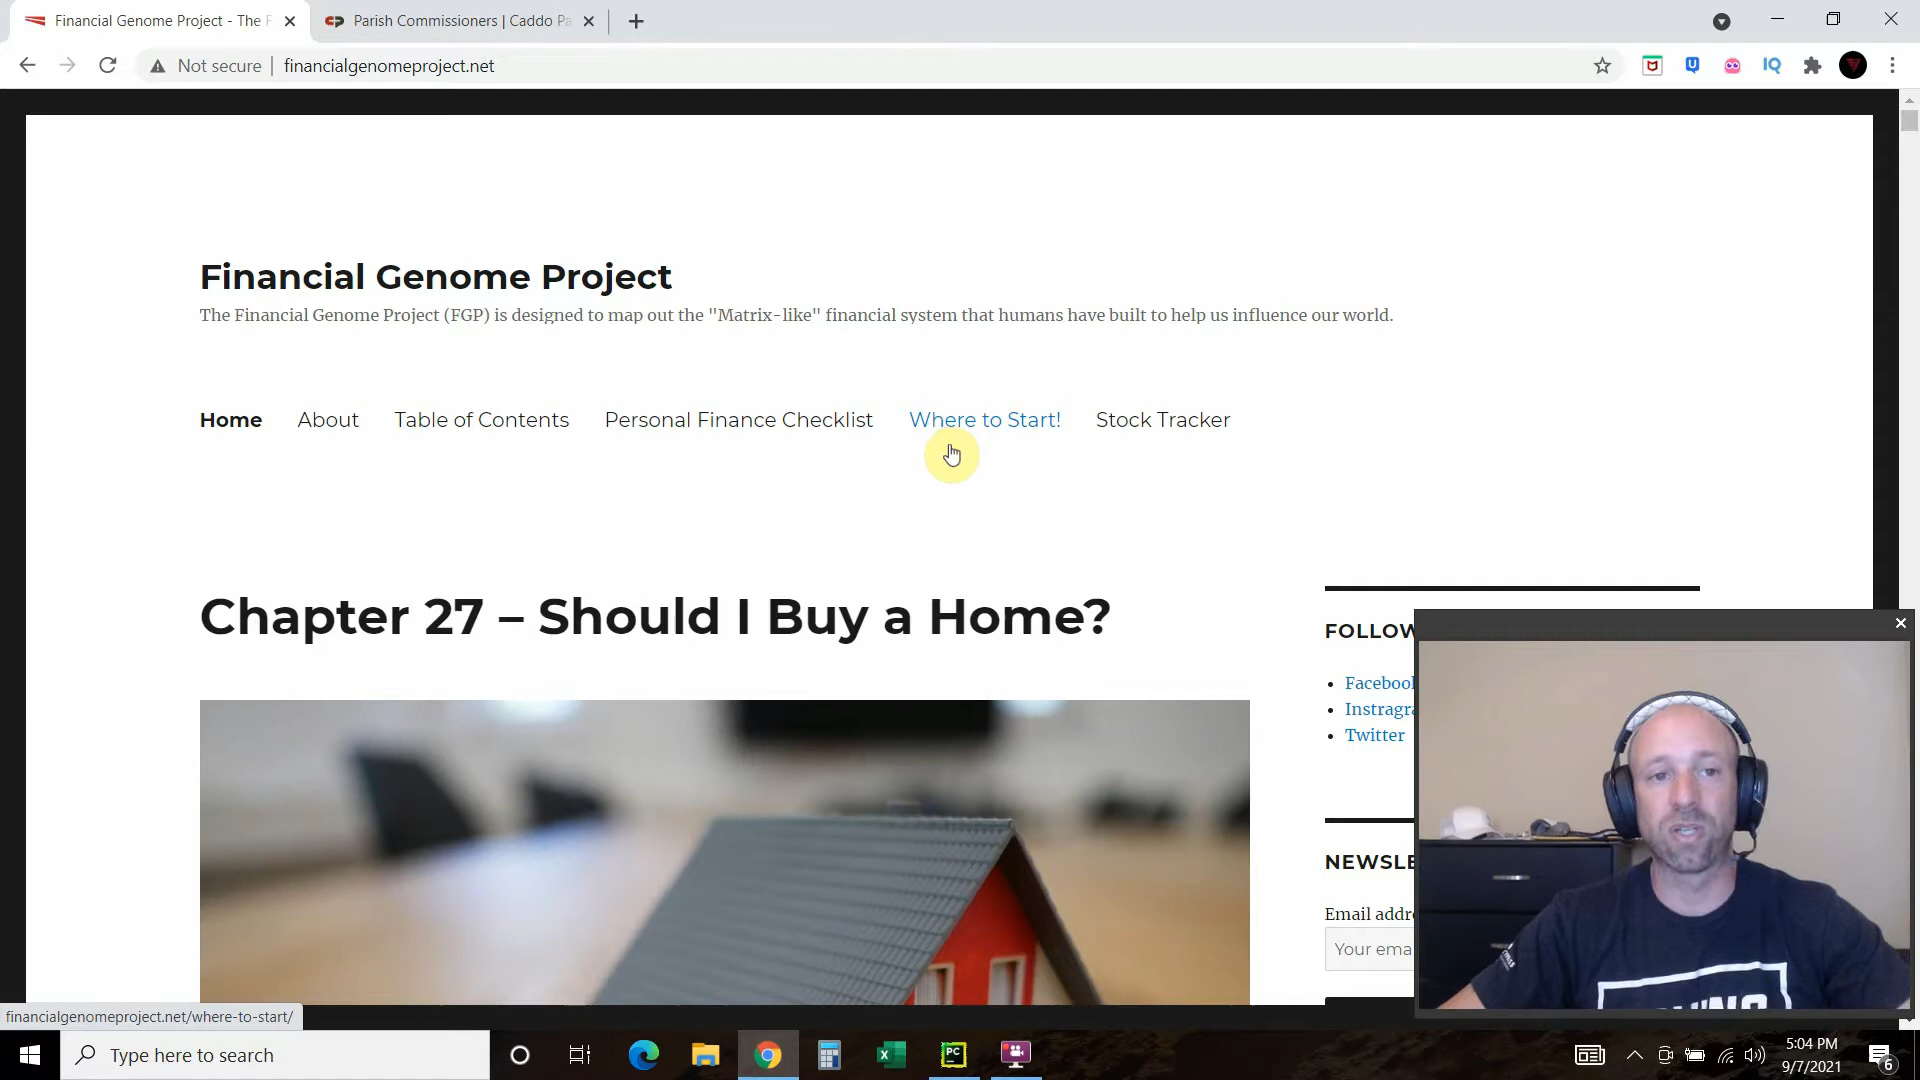 Financial Genome Project - The F
Parish Commissioners | Caddo Pa
Not secure
financialgenomeproject.net
Financial Genome Project
The Financial Genome Project (FGP) is designed to map out the "Matrix-like" financial system that humans have built to help us influence our world.
Home
About
Table of Contents
Personal Finance Checklist
Where to Start!
Stock Tracker
Chapter 27 – Should I Buy a Home?
FOLLOW
Facebook
Instragra
Twitter
NEWSLE
Email addre
Your ema
financialgenomeproject.net/where-to-start/
Type here to search
5:04 PM
9/7/2021
6